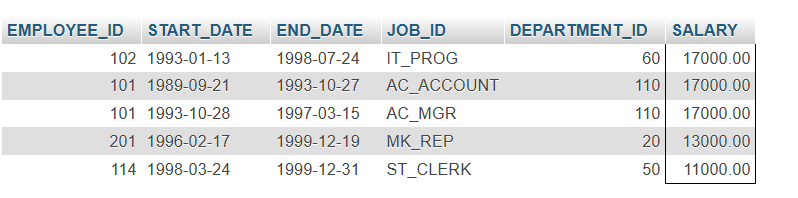 EMPLOYEE_ID START_DATE END_DATE JOB_ID DEPARTMENT_ID SALARY
102 1993-01-13 1998-07-24 IT_PROG 60 17000.00
101 1989-09-21 1993-10-27 AC_ACCOUNT 110 17000.00
101 1993-10-28 1997-03-15 AC_MGR 110 17000.00
201 1996-02-17 1999-12-19 MK_REP 20 13000.00
114 1998-03-24 1999-12-31 ST_CLERK 50 11000.00